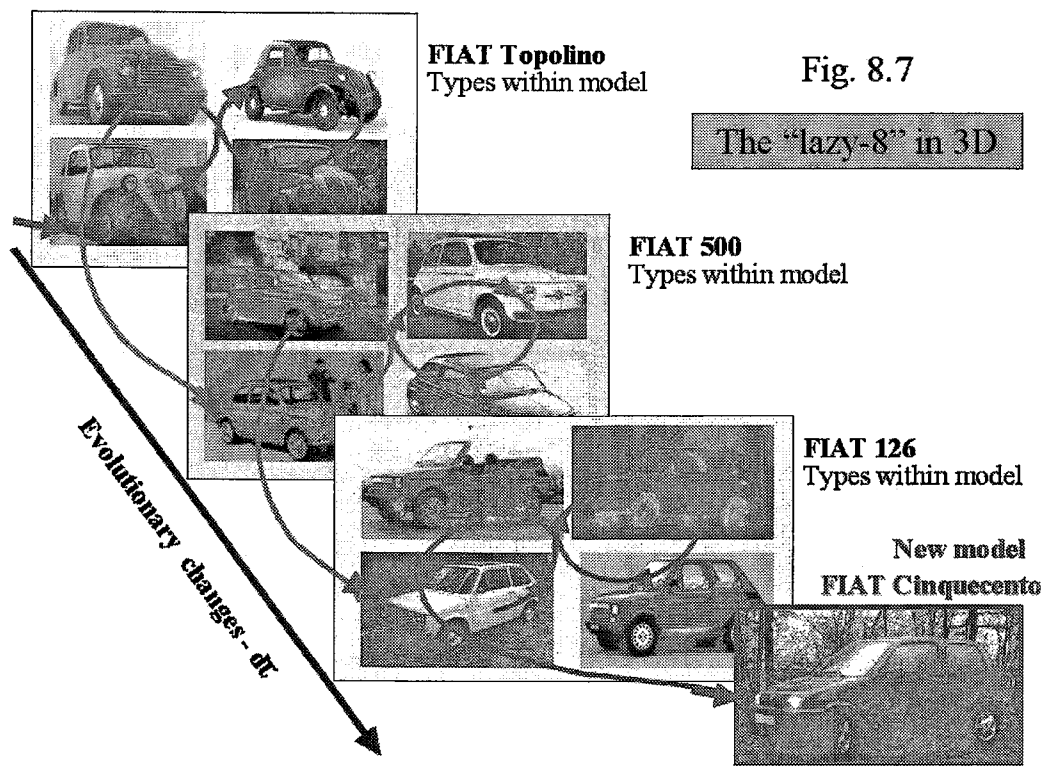 FIAT Topolino
Types within model
Fig. 8.7
The "lazy-8" in 3D
FIAT 500
Types within model
FIAT 126
Types within model
New model
FIAT Cinquecento
Evolutionary changes - dτ